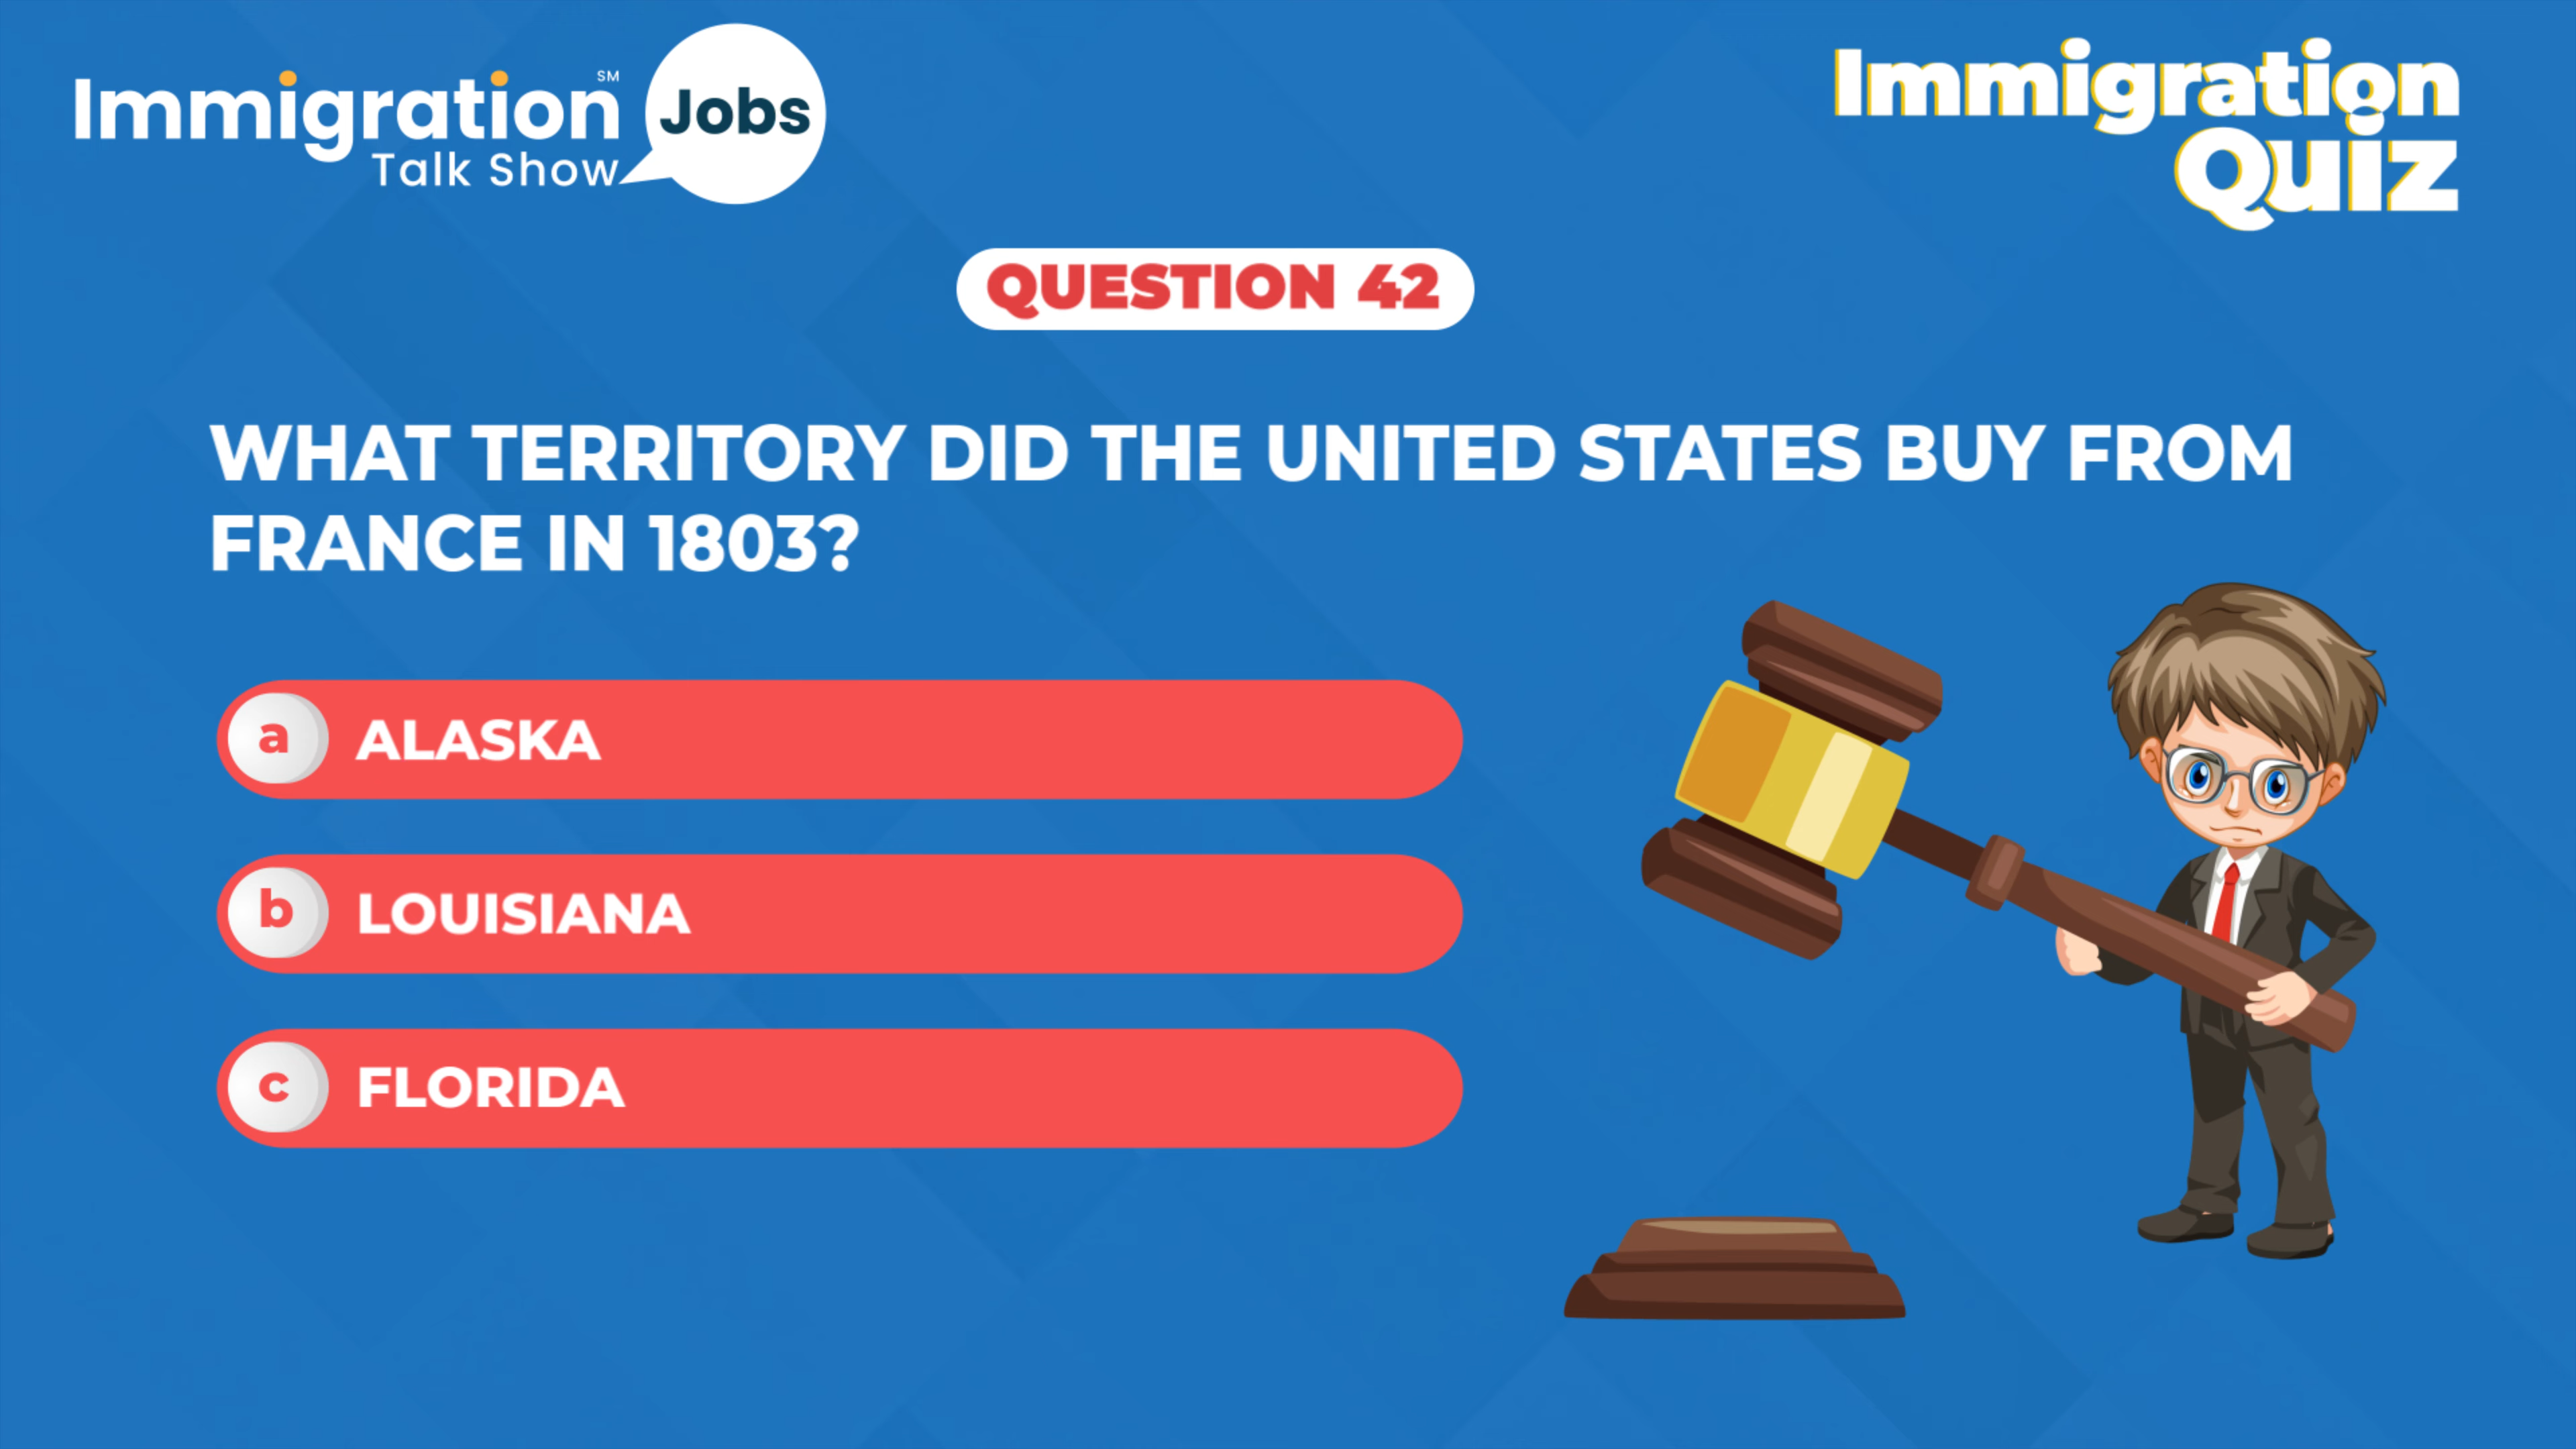 Immigration SM
Talk Show
Jobs
Immigration
Quiz
QUESTION 42
WHAT TERRITORY DID THE UNITED STATES BUY FROM
FRANCE IN 1803?
a ALASKA
b LOUISIANA
c FLORIDA